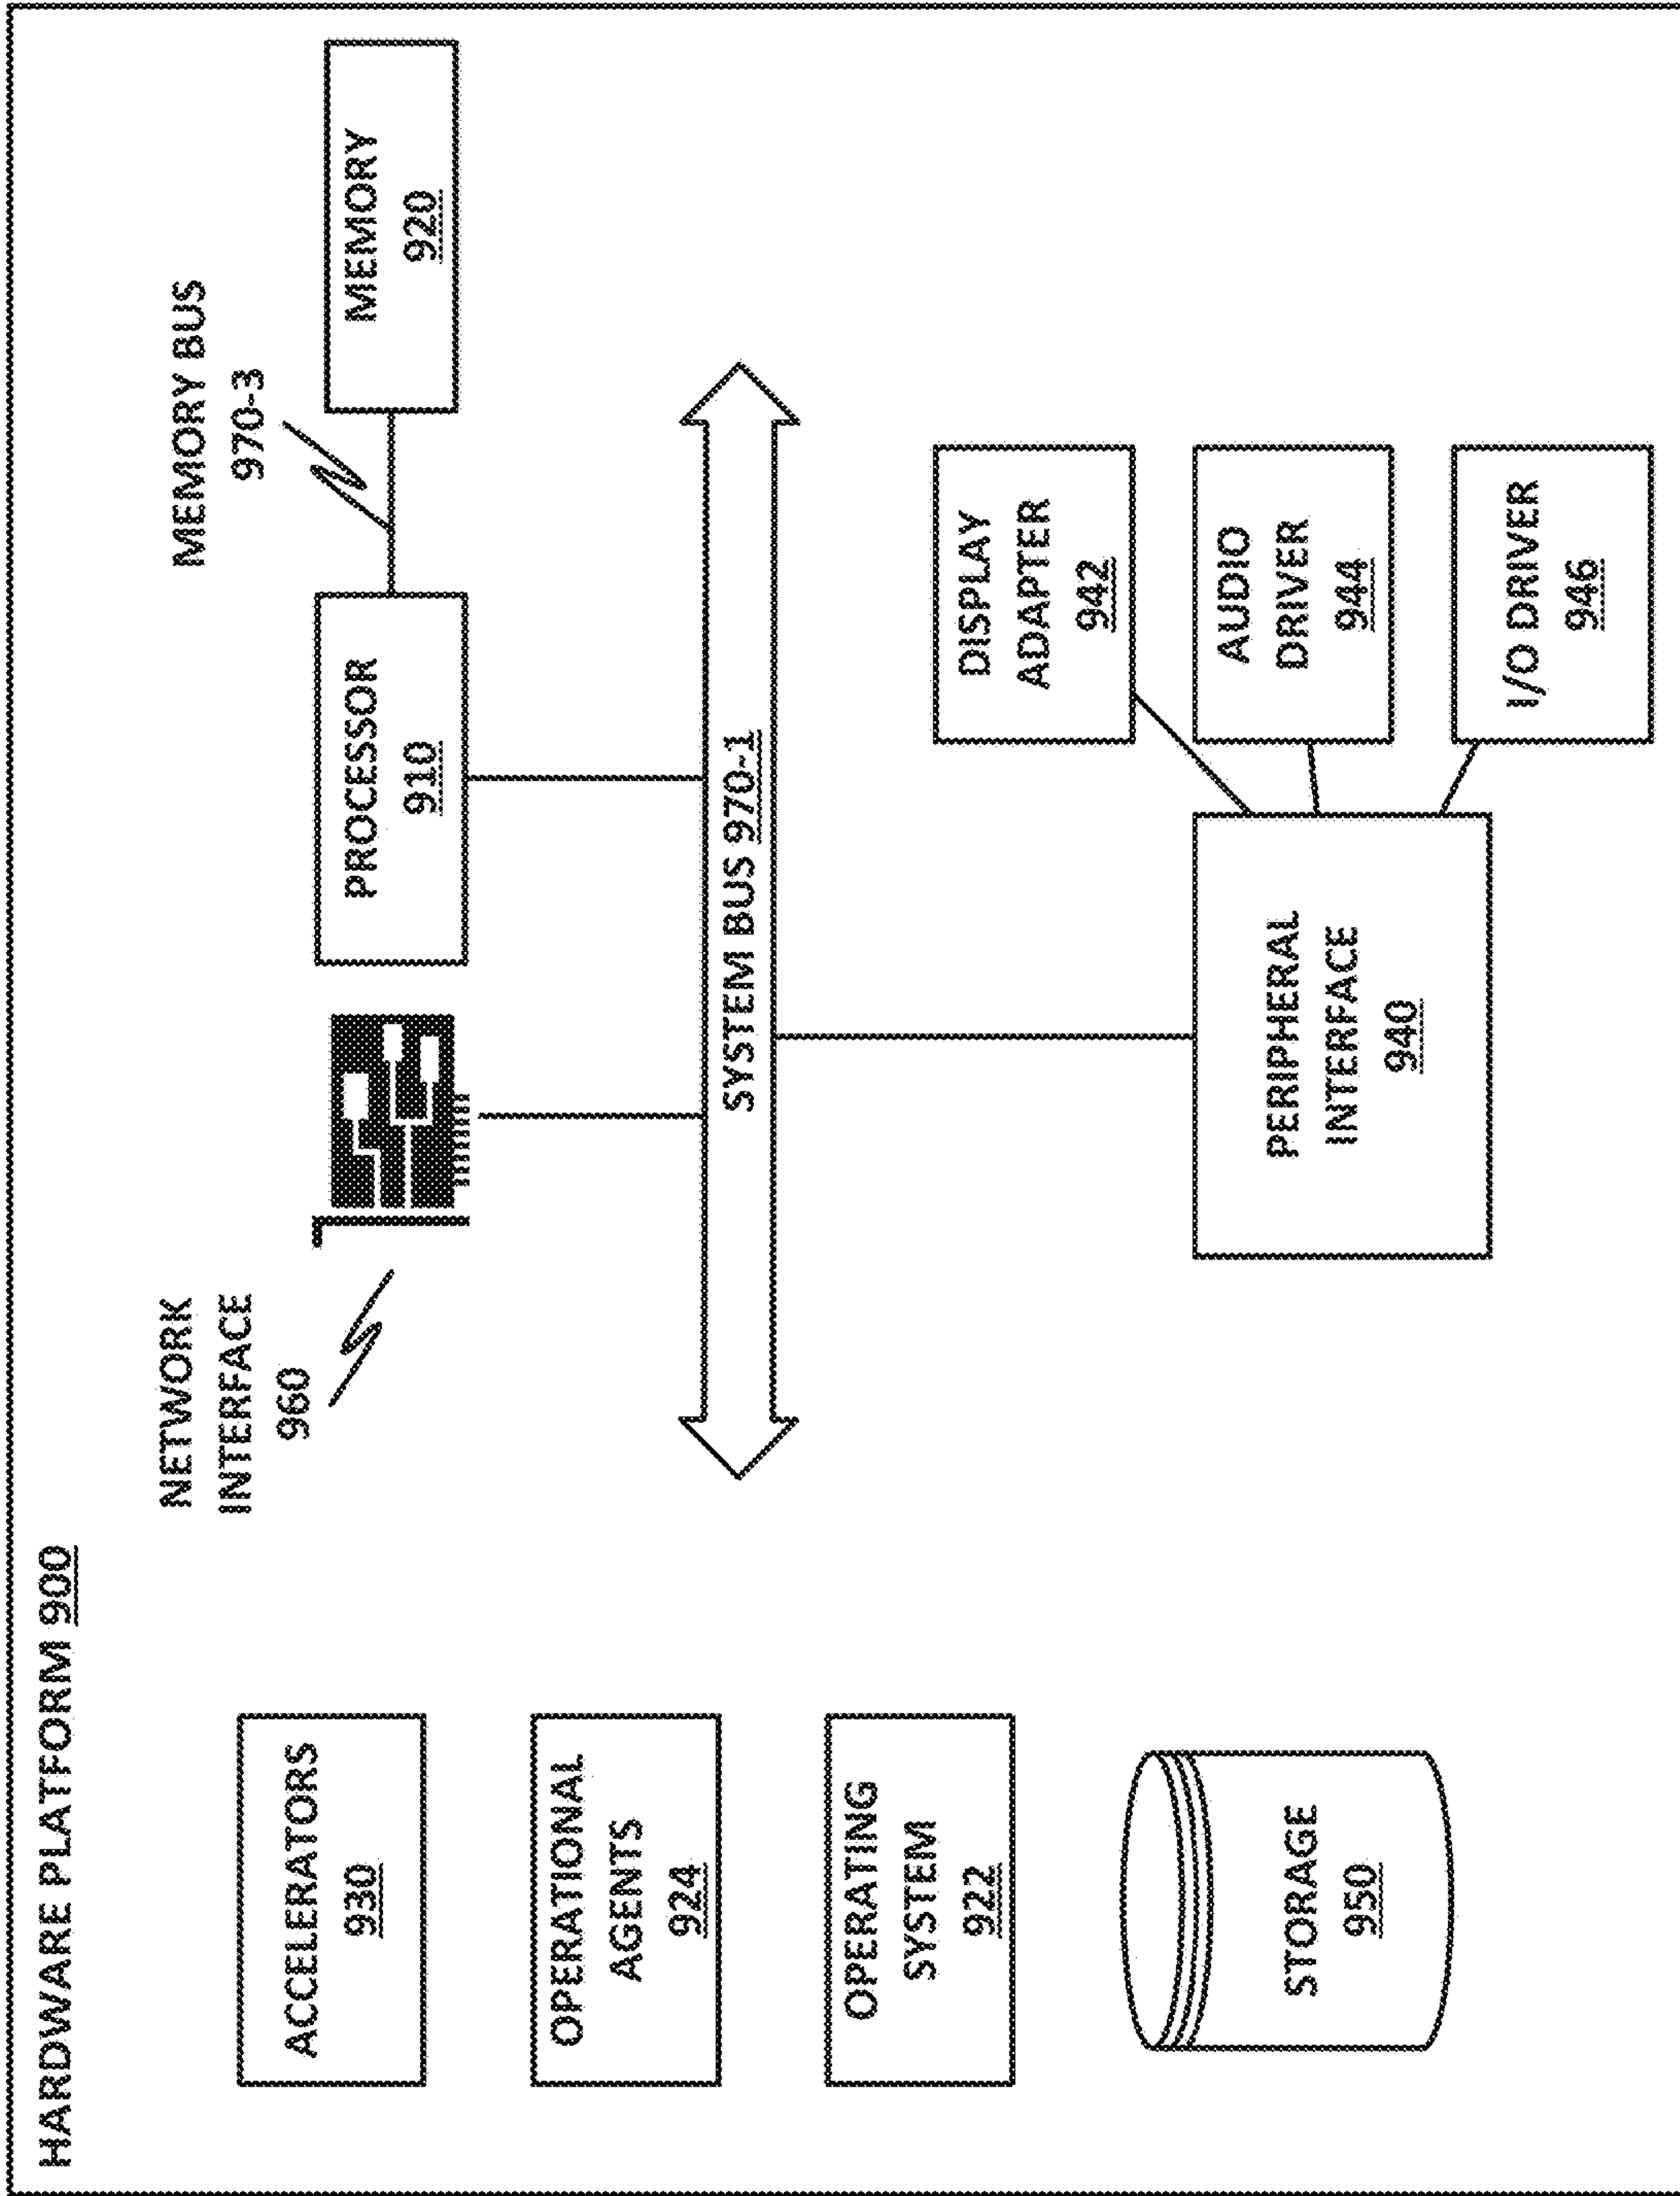 HARDWARE PLATFORM 900
ACCELERATORS
930
OPERATIONAL
AGENTS
924
OPERATING
SYSTEM
922
STORAGE
950
NETWORK
INTERFACE
960
PROCESSOR
910
MEMORY BUS
970-3
MEMORY
920
SYSTEM BUS 970-1
PERIPHERAL
INTERFACE
940
DISPLAY
ADAPTER
942
AUDIO
DRIVER
944
I/O DRIVER
946